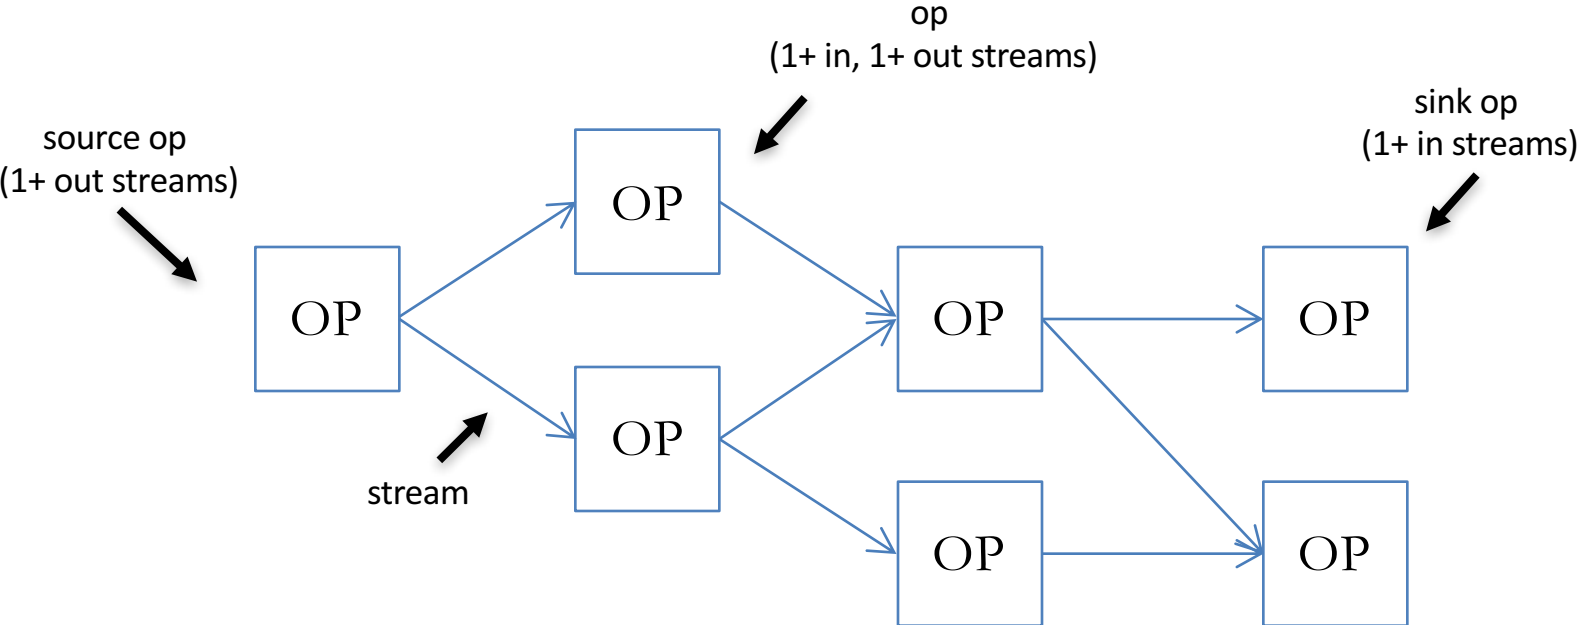 op
(1+ in, 1+ out streams)
sink op
(1+ in streams)
source op
(1+ out streams)
OP
OP
OP
OP
OP
stream
OP
OP